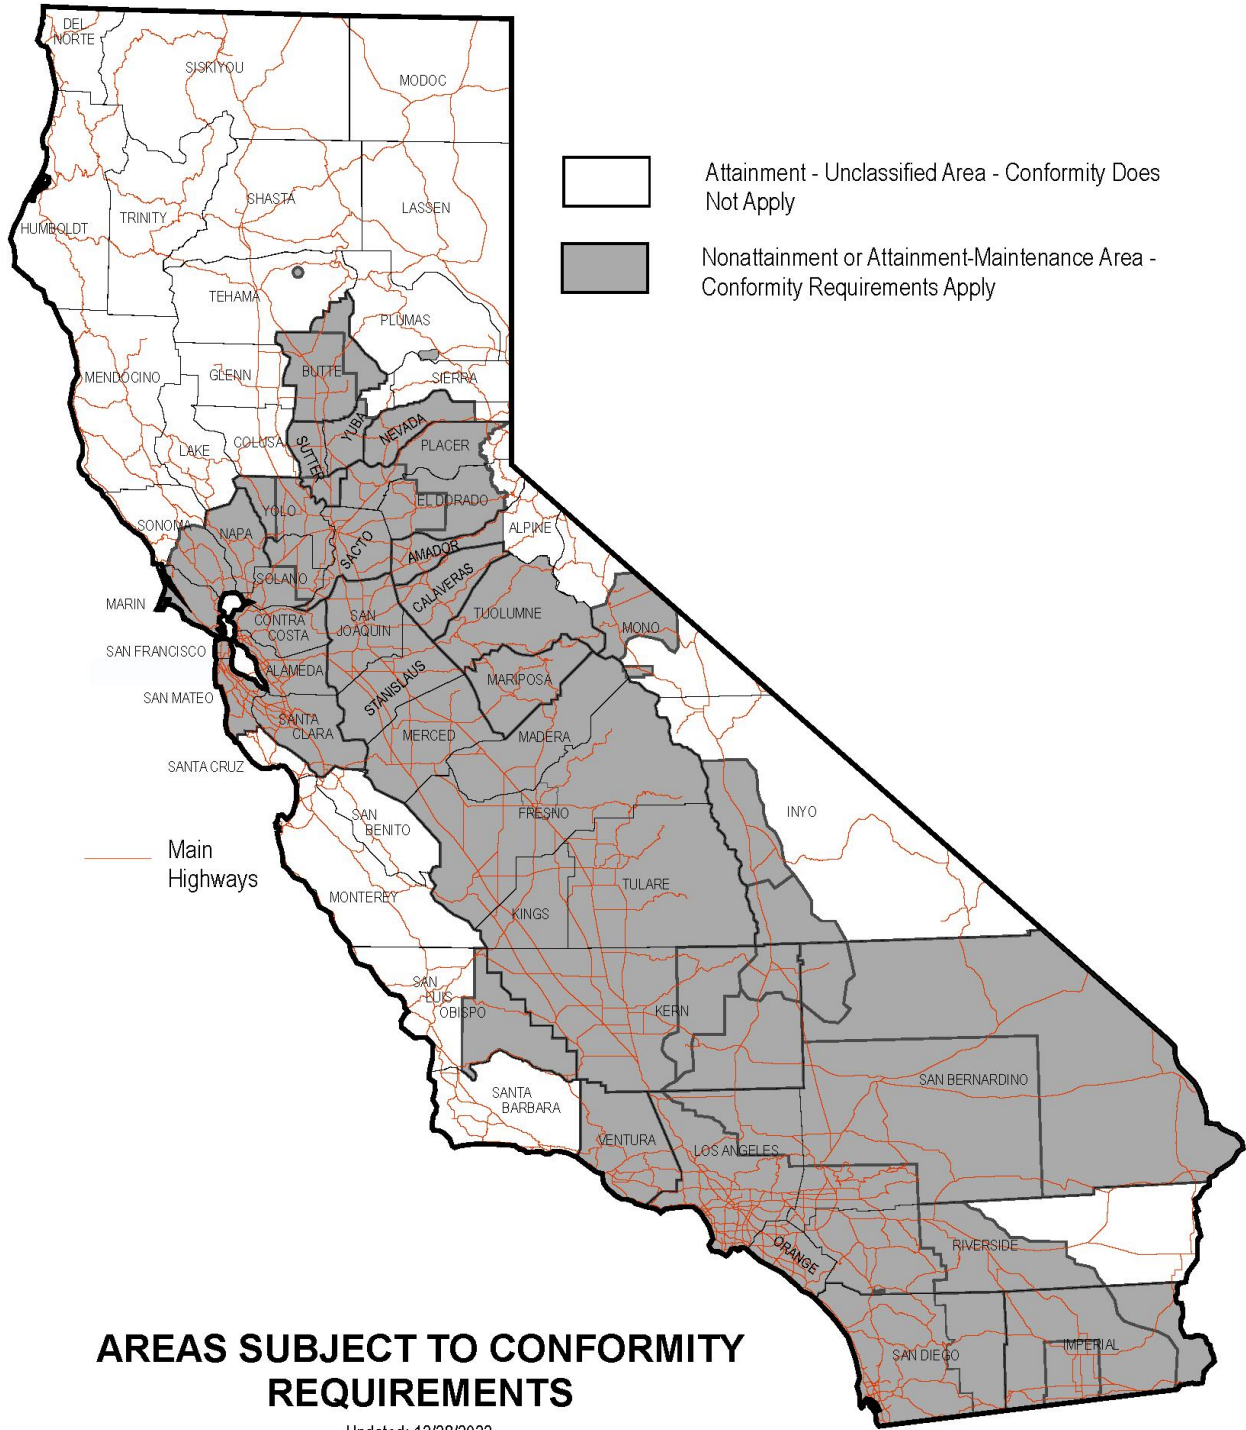 DEL
NORTE
SISKIYOU
MODOC
HUMBOLDT
TRINITY
SHASTA
LASSEN
Attainment - Unclassified Area - Conformity Does
Not Apply
Nonattainment or Attainment-Maintenance Area -
Conformity Requirements Apply
TEHAMA
PLUMAS
MENDOCINO
GLENN
BUTTE
SIERRA
LAKE
COLUSA
SUTTER
YUBA
NEVADA
PLACER
SONOMA
NAPA
YOLO
EL DORADO
SACTO
AMADOR
ALPINE
SOLANO
CALAVERAS
MARIN
CONTRA
COSTA
SAN
JOAQUIN
TUOLUMNE
MONO
SAN FRANCISCO
ALAMEDA
STANISLAUS
MARIPOSA
SAN MATEO
SANTA
CLARA
MERCED
MADERA
SANTA CRUZ
SAN
BENITO
FRESNO
INYO
Main
Highways
MONTEREY
KINGS
TULARE
SAN
LUIS
OBISPO
KERN
SANTA
BARBARA
SAN BERNARDINO
VENTURA
LOS ANGELES
ORANGE
RIVERSIDE
SAN DIEGO
IMPERIAL
AREAS SUBJECT TO CONFORMITY
REQUIREMENTS